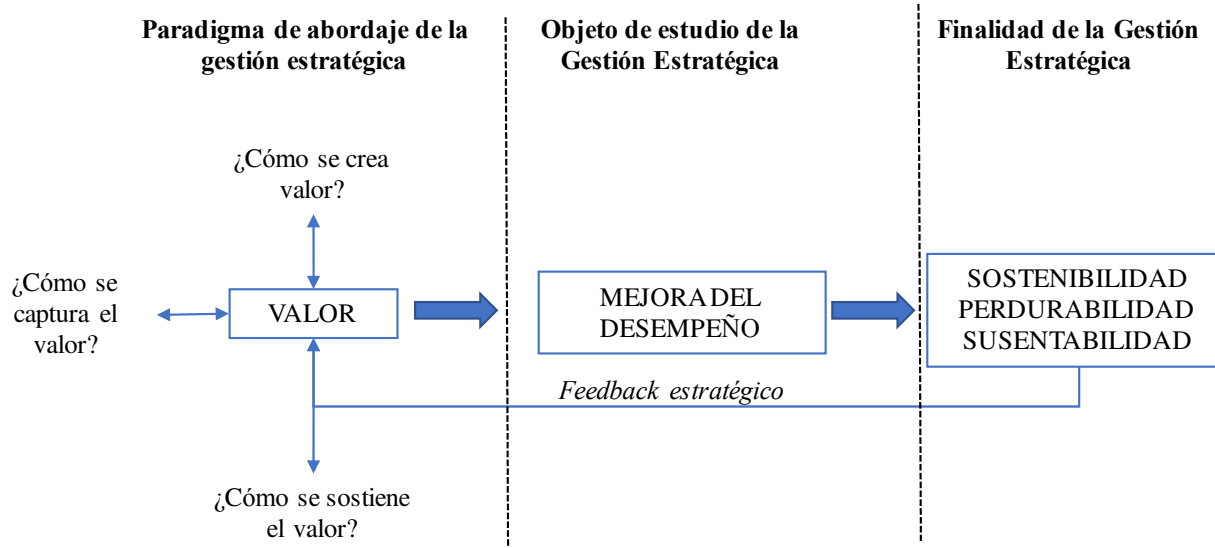 Paradigma de abordaje de la
gestión estratégica
Objeto de estudio de la
Gestión Estratégica
Finalidad de la Gestión
Estratégica
¿Cómo se crea
valor?
¿Cómo se
captura el
valor?
VALOR
MEJORA DEL
DESEMPEÑO
SOSTENIBILIDAD
PERDURABILIDAD
SUSENTABILIDAD
Feedback estratégico
¿Cómo se sostiene
el valor?